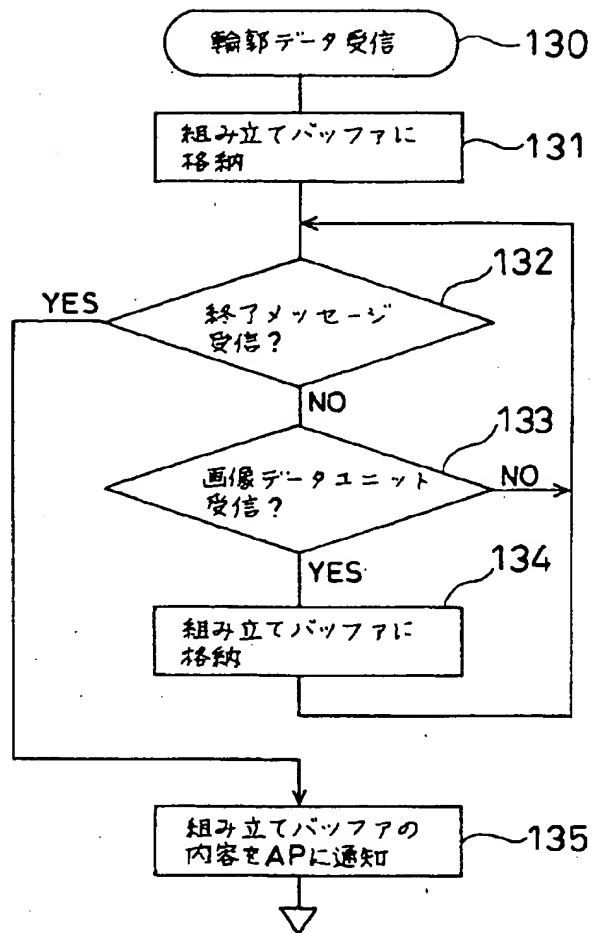 輪郭データ受信
130
組み立てバッファに
格納
131
132
YES
終了メッセージ
受信?
NO
133
画像データユニット
受信?
NO
YES
134
組み立てバッファに
格納
組み立てバッファの
内容をAPに通知
135